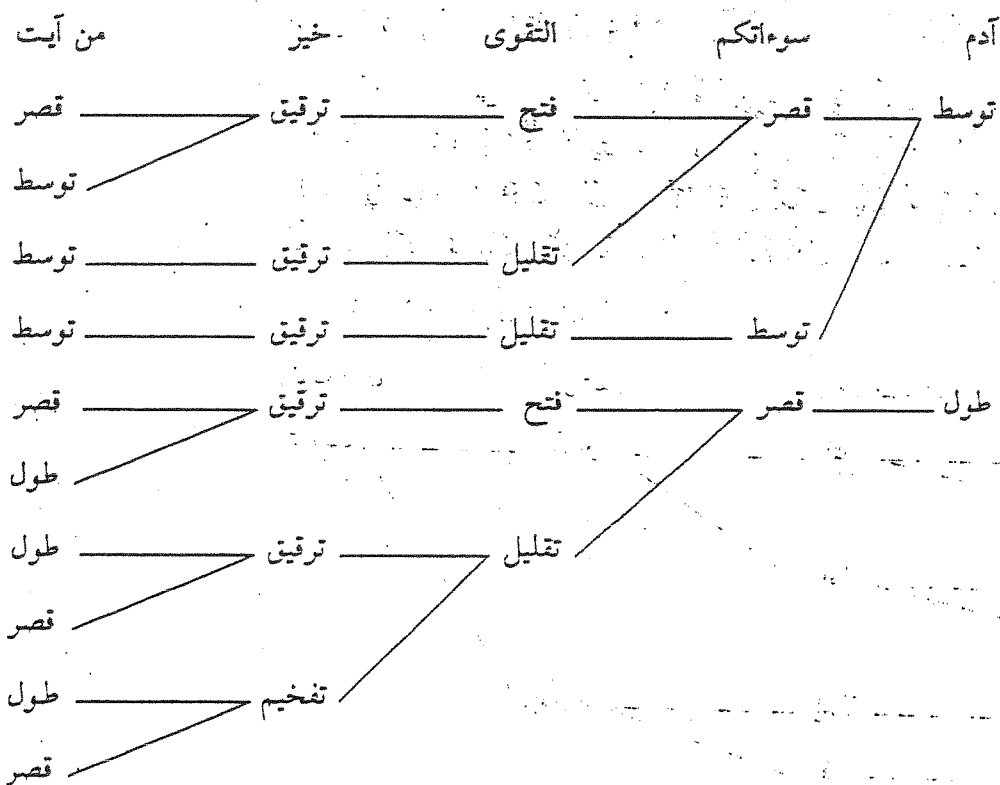 آدم سوءاتكم التقوى خيز من آيت
توسط قصر فتح ترقيق قصر
توسط
تقليل ترقيق توسط
توسط تقليل ترقيق توسط
طول قصر فتح ترقيق قصر
طول
تقليل ترقيق طول
قصر
تفخيم طول
قصر